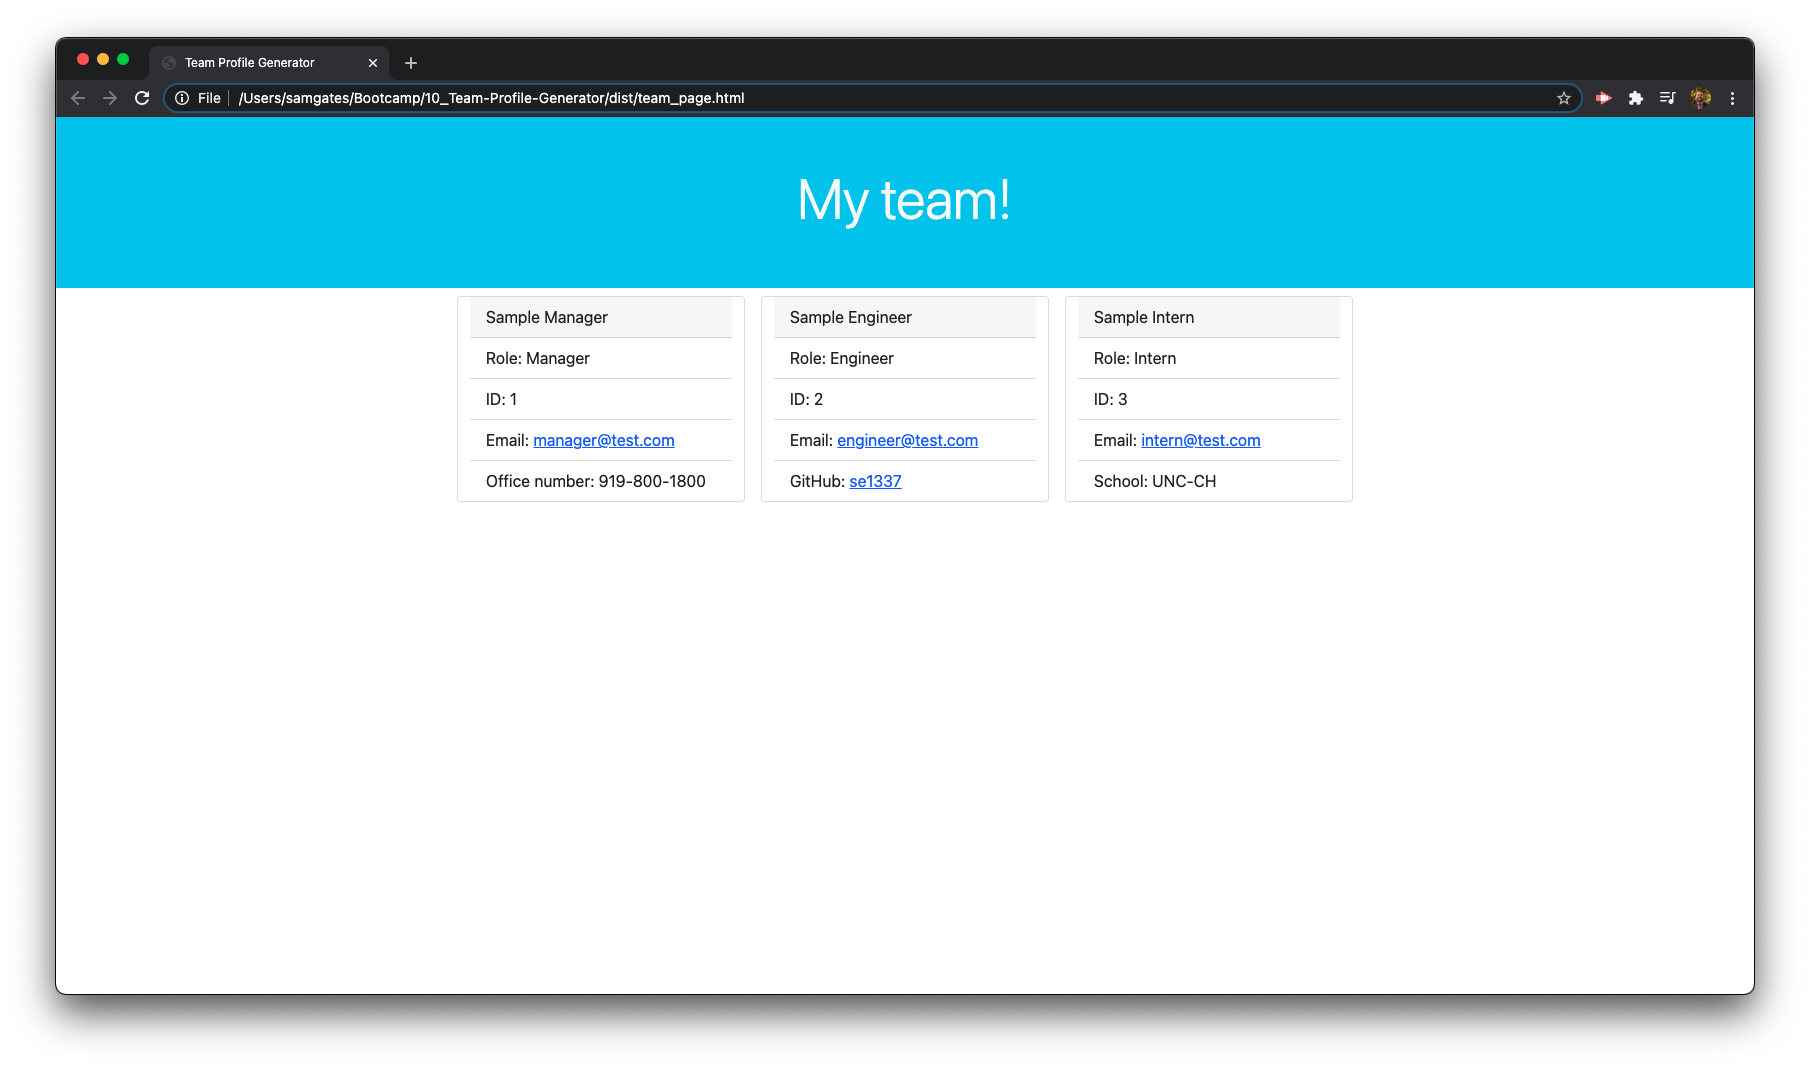 Team Profile Generator
File /Users/samgates/Bootcamp/10_Team-Profile-Generator/dist/team_page.html
My team!
Sample Manager
Role: Manager
ID: 1
Email: manager@test.com
Office number: 919-800-1800
Sample Engineer
Role: Engineer
ID: 2
Email: engineer@test.com
GitHub: se1337
Sample Intern
Role: Intern
ID: 3
Email: intern@test.com
School: UNC-CH